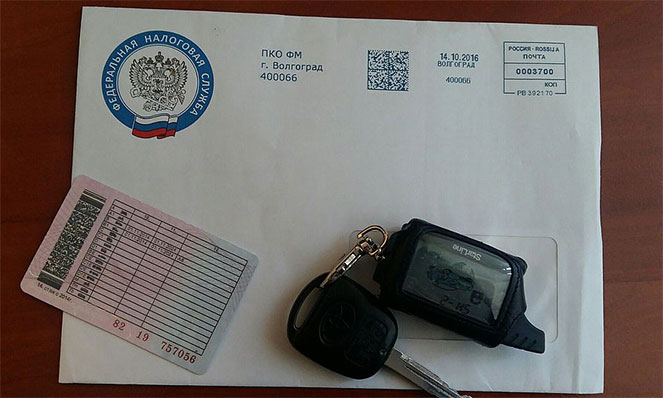 ФЕДЕРАЛЬНАЯ НАЛОГОВАЯ СЛУЖБА
ПКО ФМ
г. Волгоград
400066
14.10.2016
ВОЛГОГРАД
400066
РОССИЯ - ROSSIJA
ПОЧТА
0003700
КОП
РВ 392170
StarLine
82 19 757056